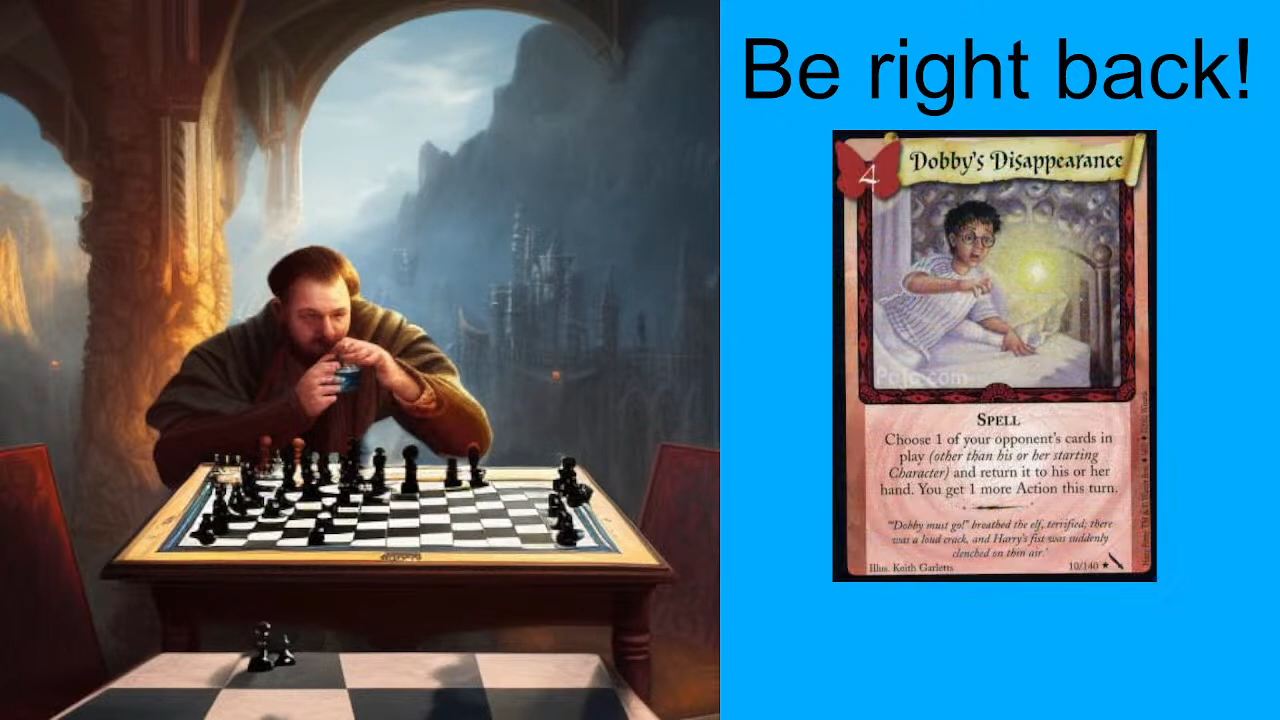 Be right back!
4
Dobby's Disappearance
PoJo.com
SPELL
Choose 1 of your opponent's cards in
play (other than his or her starting
Character) and return it to his or her
hand. You get 1 more Action this turn.
"Dobby must go!" breathed the elf, terrified; there
was a loud crack, and Harry's fist was suddenly
clenched on thin air.'
Illus. Keith Garletts
10/140